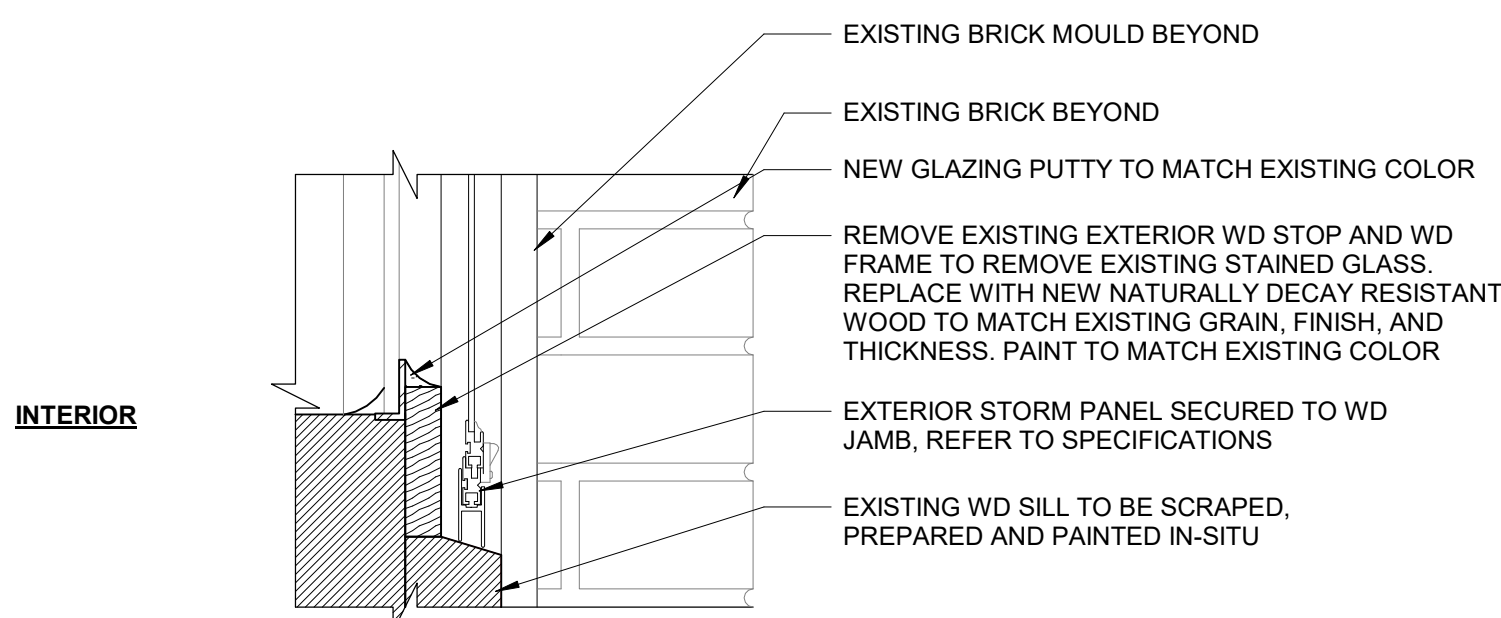 EXISTING BRICK MOULD BEYOND
EXISTING BRICK BEYOND
NEW GLAZING PUTTY TO MATCH EXISTING COLOR
REMOVE EXISTING EXTERIOR WD STOP AND WD
FRAME TO REMOVE EXISTING STAINED GLASS.
REPLACE WITH NEW NATURALLY DECAY RESISTANT
WOOD TO MATCH EXISTING GRAIN, FINISH, AND
THICKNESS. PAINT TO MATCH EXISTING COLOR
INTERIOR
EXTERIOR STORM PANEL SECURED TO WD
JAMB, REFER TO SPECIFICATIONS
EXISTING WD SILL TO BE SCRAPED,
PREPARED AND PAINTED IN-SITU